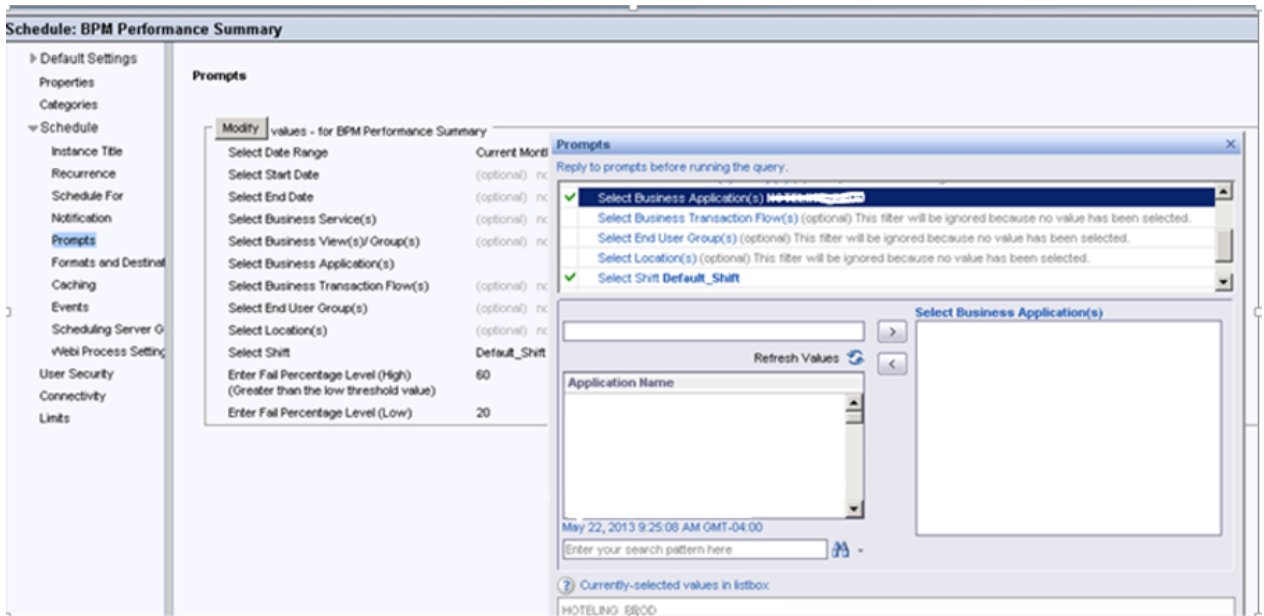 Schedule: BPM Performance Summary
Default Settings
Properties
Categories
Schedule
Instance Title
Recurrence
Schedule For
Notification
Prompts
Formats and Destinat
Caching
Events
Scheduling Server G
Webi Process Setting
User Security
Connectivity
Limits
Prompts
Modify values - for BPM Performance Summary
Select Date Range Current Montl
Select Start Date (optional) no
Select End Date (optional) no
Select Business Service(s) (optional) no
Select Business View(s)/ Group(s) (optional) no
Select Business Application(s)
Select Business Transaction Flow(s) (optional) no
Select End User Group(s) (optional) no
Select Location(s) (optional) no
Select Shift Default_Shift
Enter Fail Percentage Level (High) 60
(Greater than the low threshold value)
Enter Fail Percentage Level (Low) 20
Prompts
Reply to prompts before running the query.
Select Business Application(s)
Select Business Transaction Flow(s) (optional) This filter will be ignored because no value has been selected.
Select End User Group(s) (optional) This filter will be ignored because no value has been selected.
Select Location(s) (optional) This filter will be ignored because no value has been selected.
Select Shift Default_Shift
Select Business Application(s)
>
Refresh Values
<
Application Name
May 22, 2013 9:25:08 AM GMT-04:00
Enter your search pattern here
? Currently-selected values in listbox
HOTELING